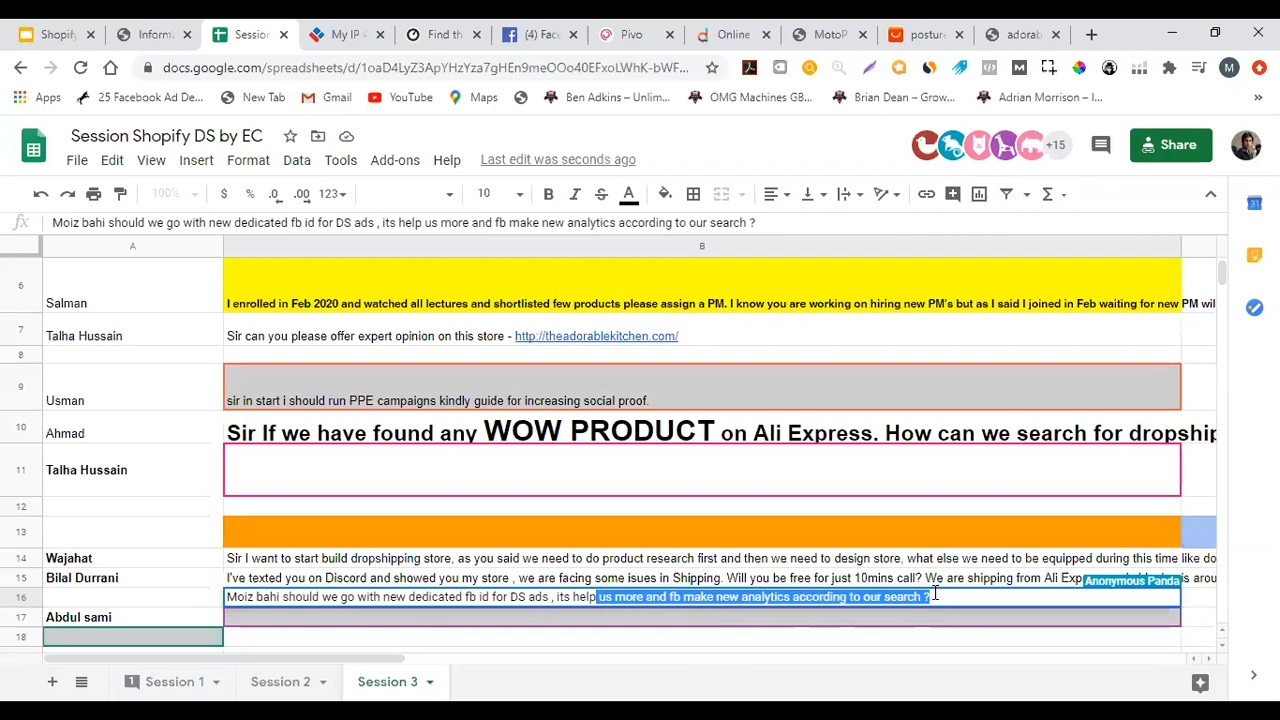 Shopify
Inform
Session
My IP
Find th
(4) Face
Pivo
Online
MotoP
posture
adorab
docs.google.com/spreadsheets/d/1oaD4LyZ3ApYHzYza7gHEn9meOOo40EFxoLWhK-bWF...
Apps
25 Facebook Ad De...
New Tab
Gmail
YouTube
Maps
Ben Adkins – Unlim...
OMG Machines GB...
Brian Dean – Grow...
Adrian Morrison – I...
Session Shopify DS by EC
+15
Share
File Edit View Insert Format Data Tools Add-ons Help Last edit was seconds ago
100% $ % .0 .00 123 10 B I S A
fx Moiz bahi should we go with new dedicated fb id for DS ads , its help us more and fb make new analytics according to our search ?
A B
6 Salman I enrolled in Feb 2020 and watched all lectures and shortlisted few products please assign a PM. I know you are working on hiring new PM's but as I said I joined in Feb waiting for new PM wil
7 Talha Hussain Sir can you please offer expert opinion on this store - http://theadorablekitchen.com/
8
9 Usman sir in start i should run PPE campaigns kindly guide for increasing social proof.
10 Ahmad Sir If we have found any WOW PRODUCT on Ali Express. How can we search for dropship
11 Talha Hussain
12
13
14 Wajahat Sir I want to start build dropshipping store, as you said we need to do product research first and then we need to design store, what else we need to be equipped during this time like do
15 Bilal Durrani I've texted you on Discord and showed you my store , we are facing some isues in Shipping. Will you be free for just 10mins call? We are shipping from Ali Exp
Anonymous Panda
16 Moiz bahi should we go with new dedicated fb id for DS ads , its help us more and fb make new analytics according to our search ?
17 Abdul sami
18
Session 1 Session 2 Session 3